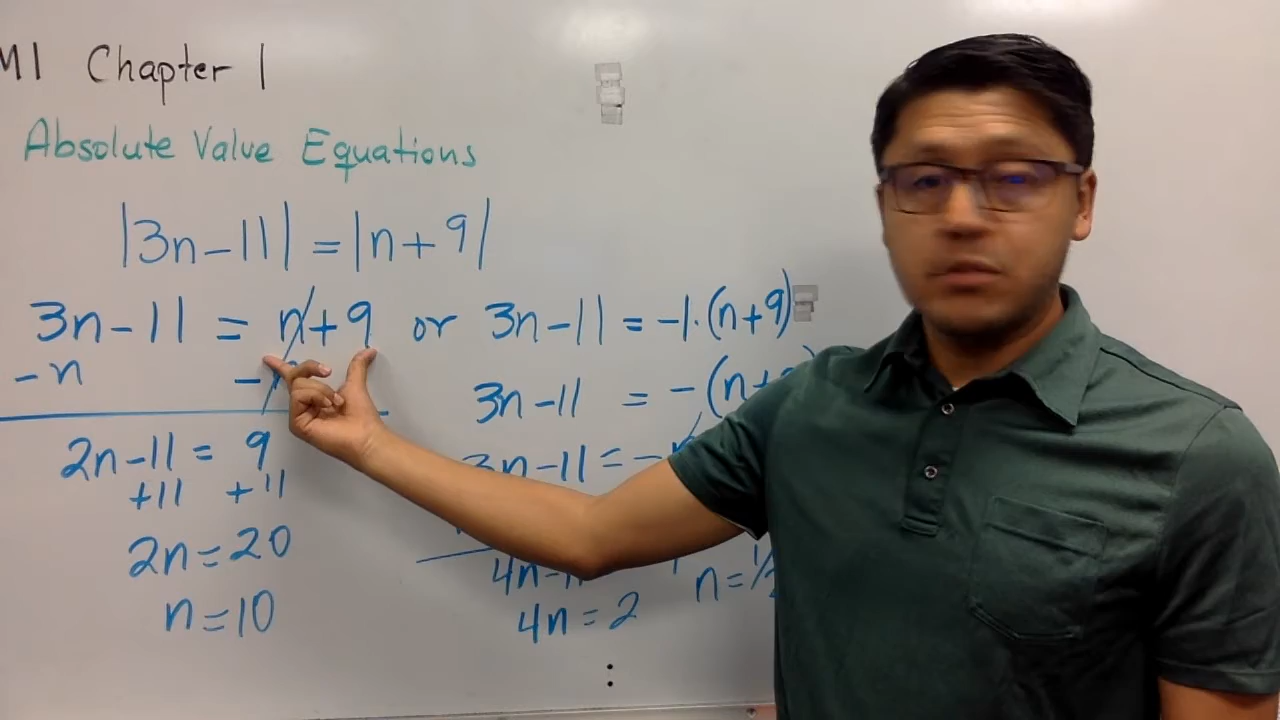 M1 Chapter 1
Absolute Value Equations
|3n-11| = |n+9|
3n-11 = n+9 or 3n-11 = -1·(n+9)
-n
2n-11 = 9
+11 +11
2n=20
n=10
3n-11 = -(n+9)
3n-11 = -n
4n-11
4n = 2
n=1/2